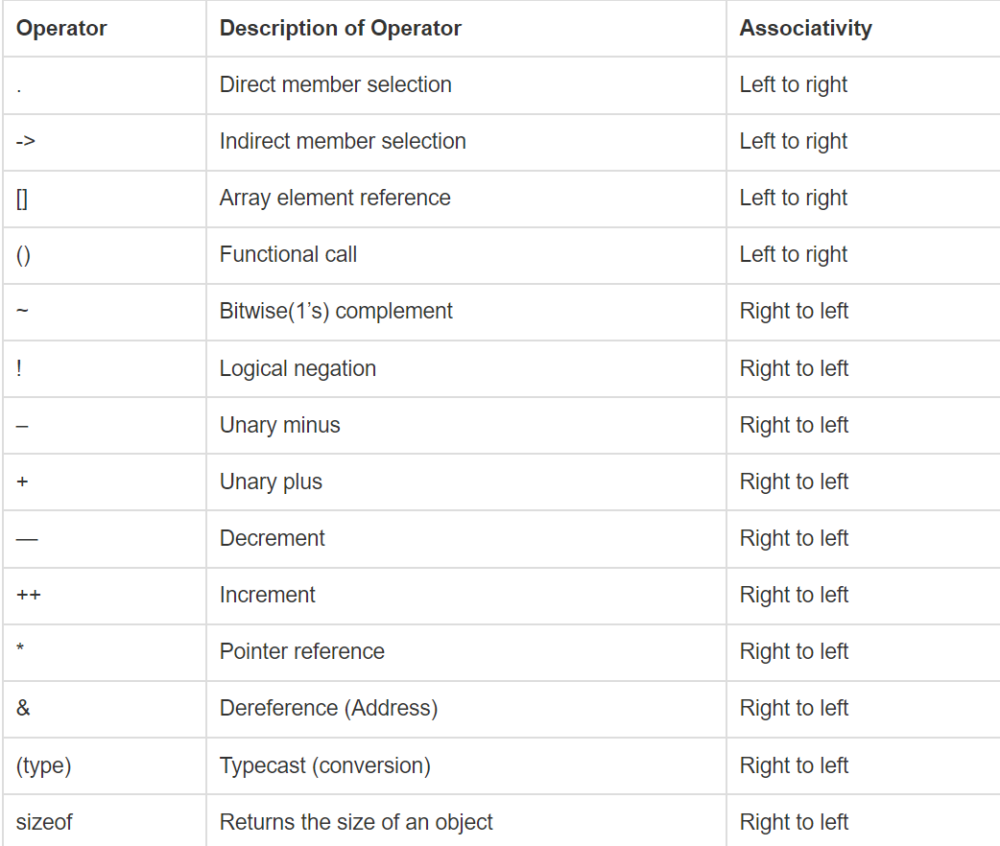 Operator Description of Operator Associativity
. Direct member selection Left to right
-> Indirect member selection Left to right
[] Array element reference Left to right
() Functional call Left to right
~ Bitwise(1’s) complement Right to left
! Logical negation Right to left
– Unary minus Right to left
+ Unary plus Right to left
— Decrement Right to left
++ Increment Right to left
* Pointer reference Right to left
& Dereference (Address) Right to left
(type) Typecast (conversion) Right to left
sizeof Returns the size of an object Right to left